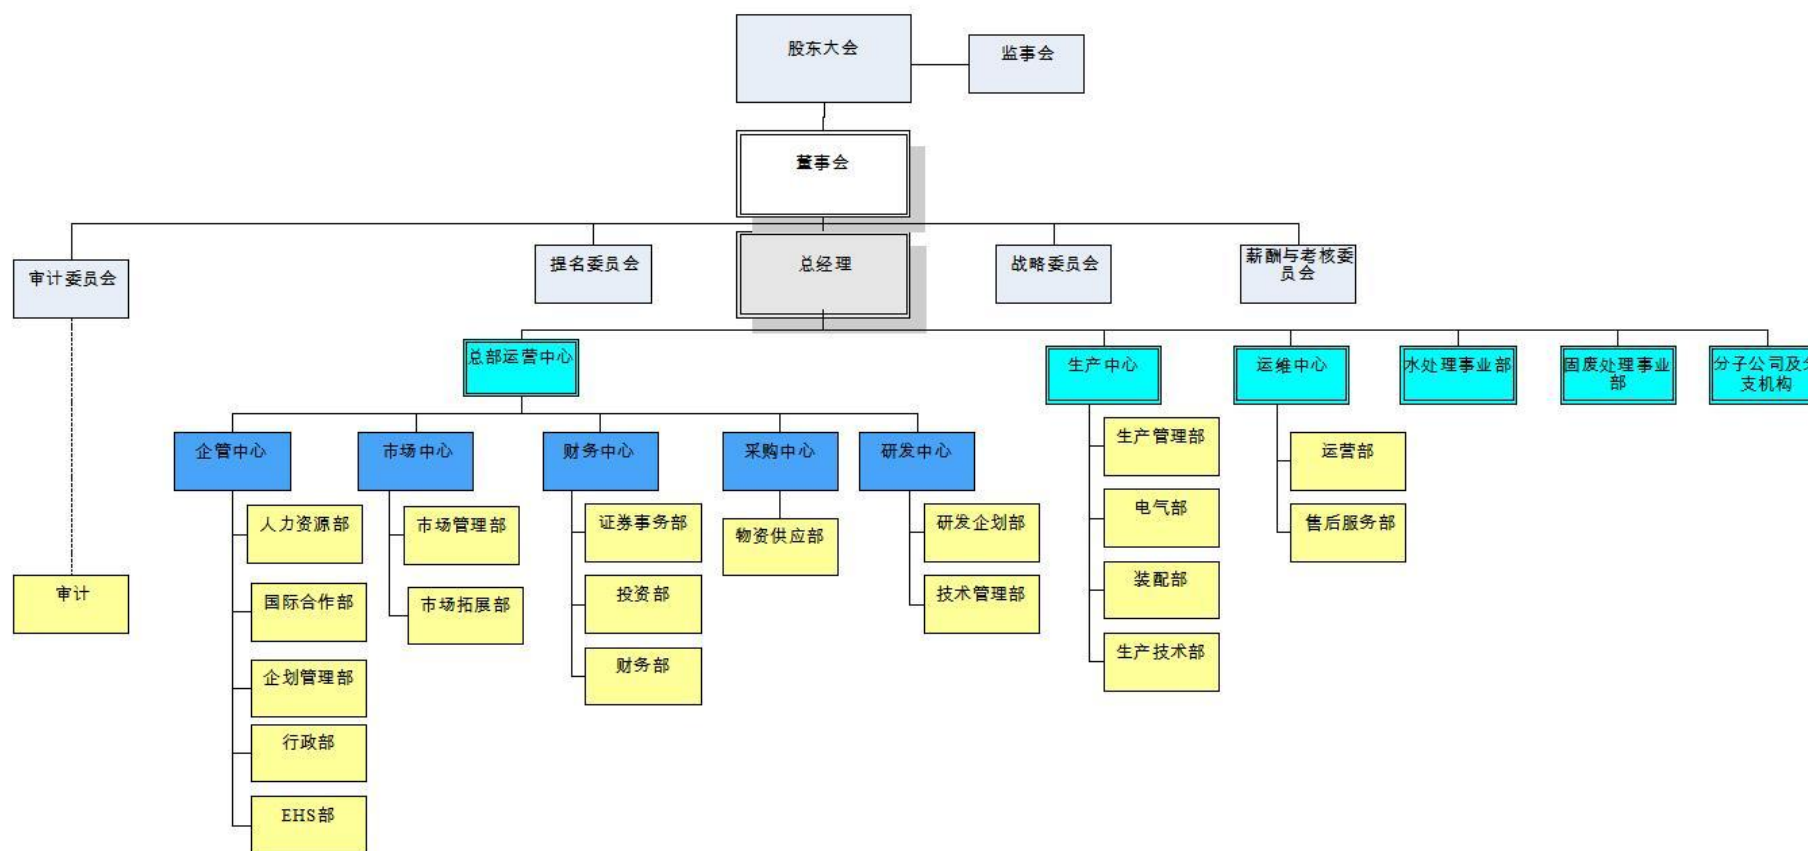 股东大会
监事会
董事会
审计委员会
提名委员会
总经理
战略委员会
薪酬与考核委
员会
总部运营中心
生产中心
运维中心
水处理事业部
固废处理事业
部
分子公司及分
支机构
企管中心
市场中心
财务中心
采购中心
研发中心
生产管理部
运营部
人力资源部
市场管理部
证券事务部
物资供应部
研发企划部
电气部
售后服务部
审计
国际合作部
市场拓展部
投资部
技术管理部
装配部
企划管理部
财务部
生产技术部
行政部
EHS部